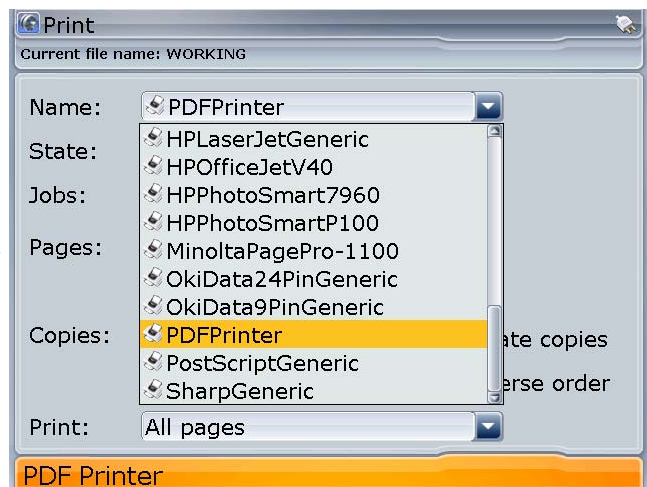 Print
Current file name: WORKING
Name:
PDFPrinter
HPLaserJetGeneric
State:
HPOfficeJetV40
Jobs:
HPPhotoSmart7960
HPPhotoSmartP100
Pages:
MinoltaPagePro-1100
OkiData24PinGeneric
OkiData9PinGeneric
Copies:
PDFPrinter
ate copies
PostScriptGeneric
SharpGeneric
erse order
Print:
All pages
PDF Printer